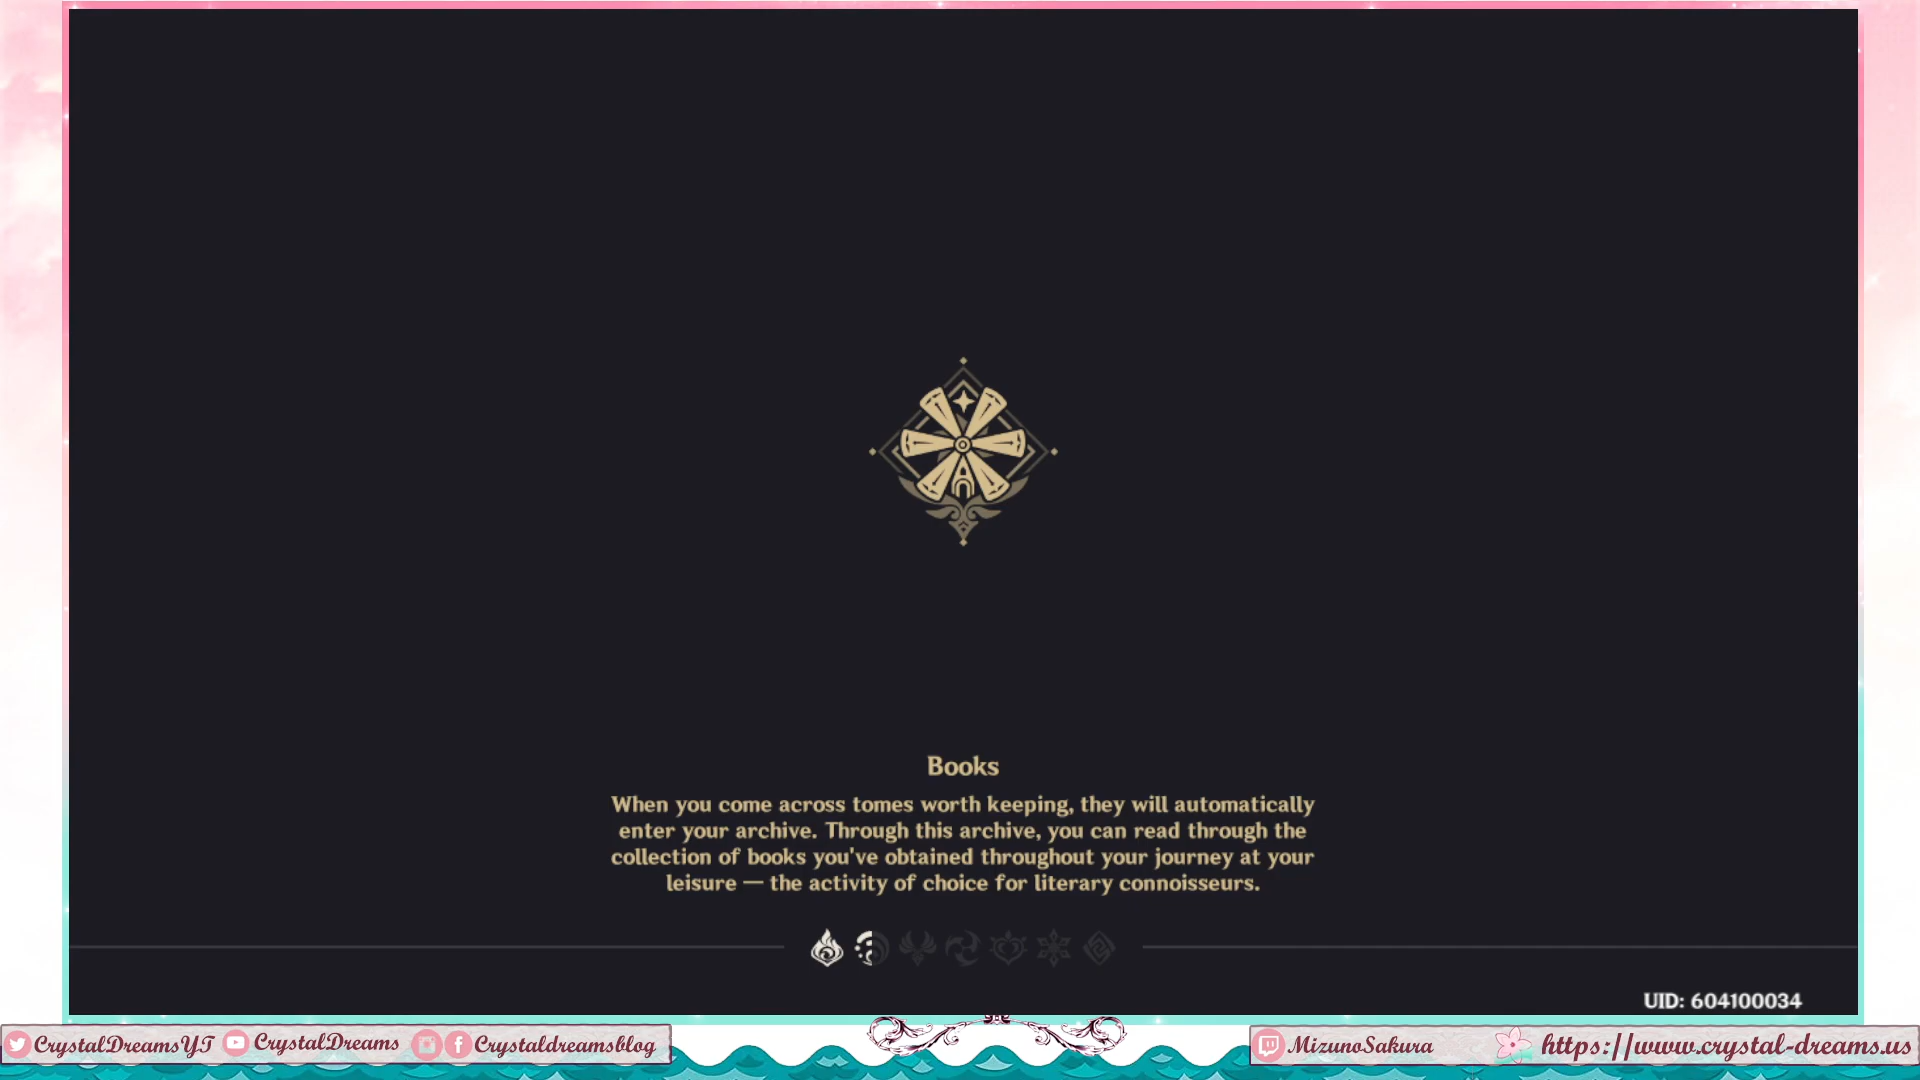 Books
When you come across tomes worth keeping, they will automatically
enter your archive. Through this archive, you can read through the
collection of books you've obtained throughout your journey at your
leisure — the activity of choice for literary connoisseurs.
UID: 604100034
CrystalDreamsYT CrystalDreams Crystaldreamsblog MizunoSakura https://www.crystal-dreams.us